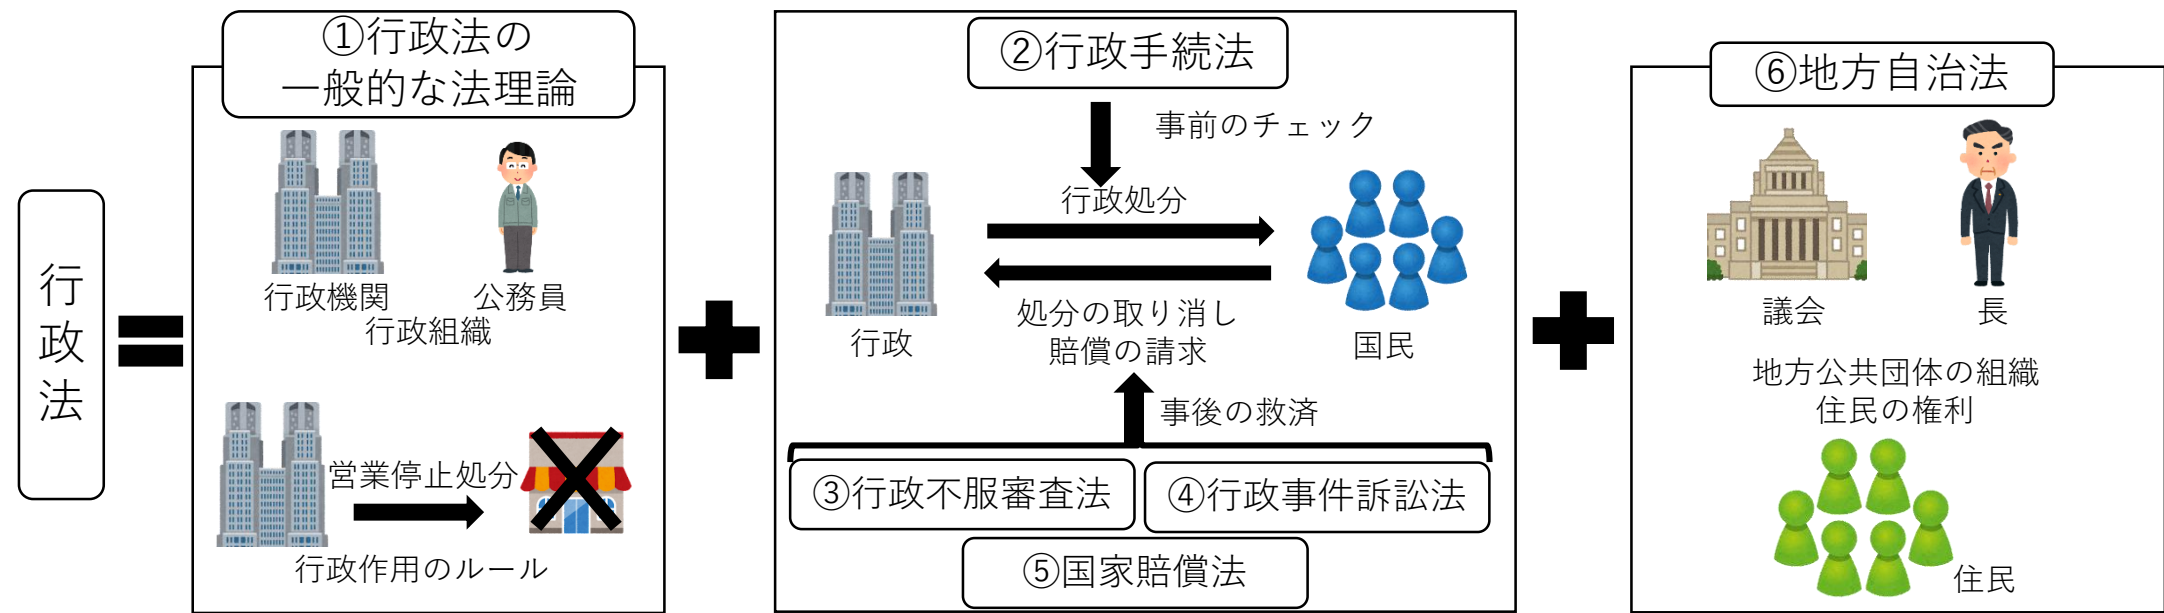 行政法
①行政法の
一般的な法理論
行政機関
公務員
行政組織
営業停止処分
行政作用のルール
②行政手続法
事前のチェック
行政処分
行政
処分の取り消し
賠償の請求
国民
事後の救済
③行政不服審査法
④行政事件訴訟法
⑤国家賠償法
⑥地方自治法
議会
長
地方公共団体の組織
住民の権利
住民